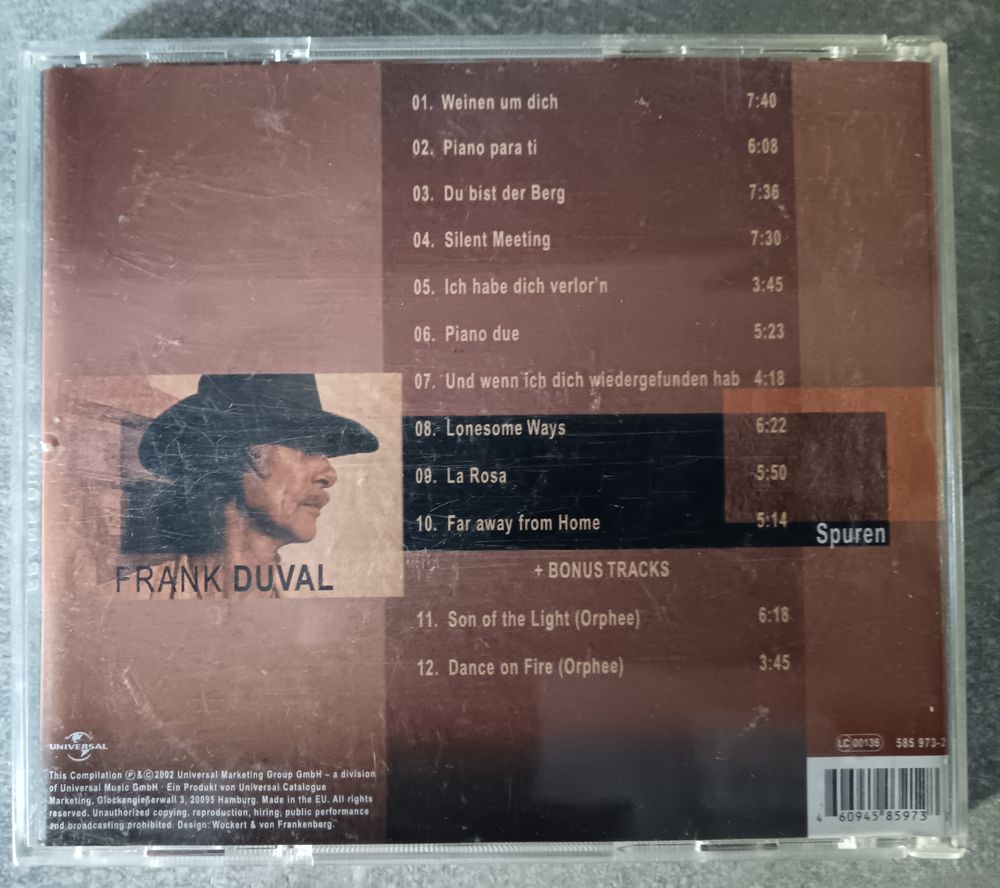 01. Weinen um dich 7:40
02. Piano para ti 6:08
03. Du bist der Berg 7:36
04. Silent Meeting 7:30
05. Ich habe dich verlor'n 3:45
06. Piano due 5:23
07. Und wenn ich dich wiedergefunden hab 4:18
08. Lonesome Ways 6:22
09. La Rosa 5:50
10. Far away from Home 5:14
Spuren
FRANK DUVAL
+ BONUS TRACKS
11. Son of the Light (Orphee) 6:18
12. Dance on Fire (Orphee) 3:45
UNIVERSAL
LC 00136 585 973-2
This Compilation ℗&©2002 Universal Marketing Group GmbH – a division
of Universal Music GmbH · Ein Produkt von Universal Catalogue
Marketing, Glockengießerwall 3, 20095 Hamburg. Made in the EU. All rights
reserved. Unauthorized copying, reproduction, hiring, public performance
and broadcasting prohibited. Design: Wockert & von Frankenberg.
4 60945 85973